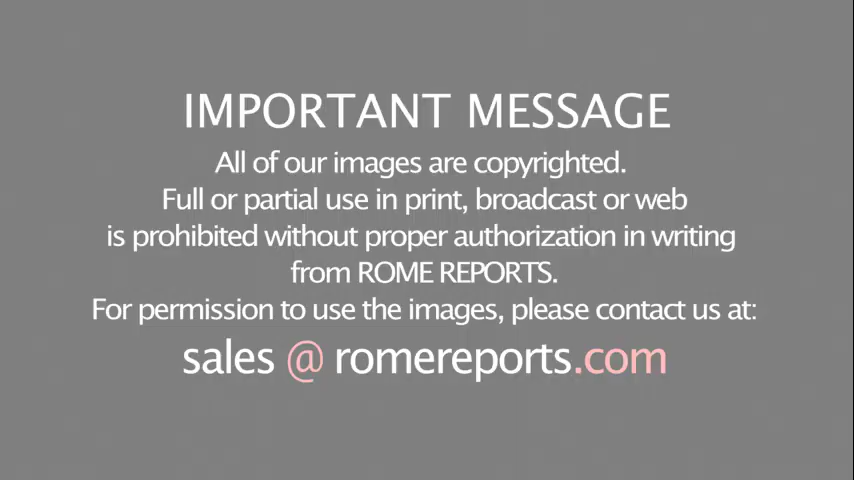 IMPORTANT MESSAGE
All of our images are copyrighted.
Full or partial use in print, broadcast or web
is prohibited without proper authorization in writing
from ROME REPORTS.
For permission to use the images, please contact us at:
sales @ romereports.com